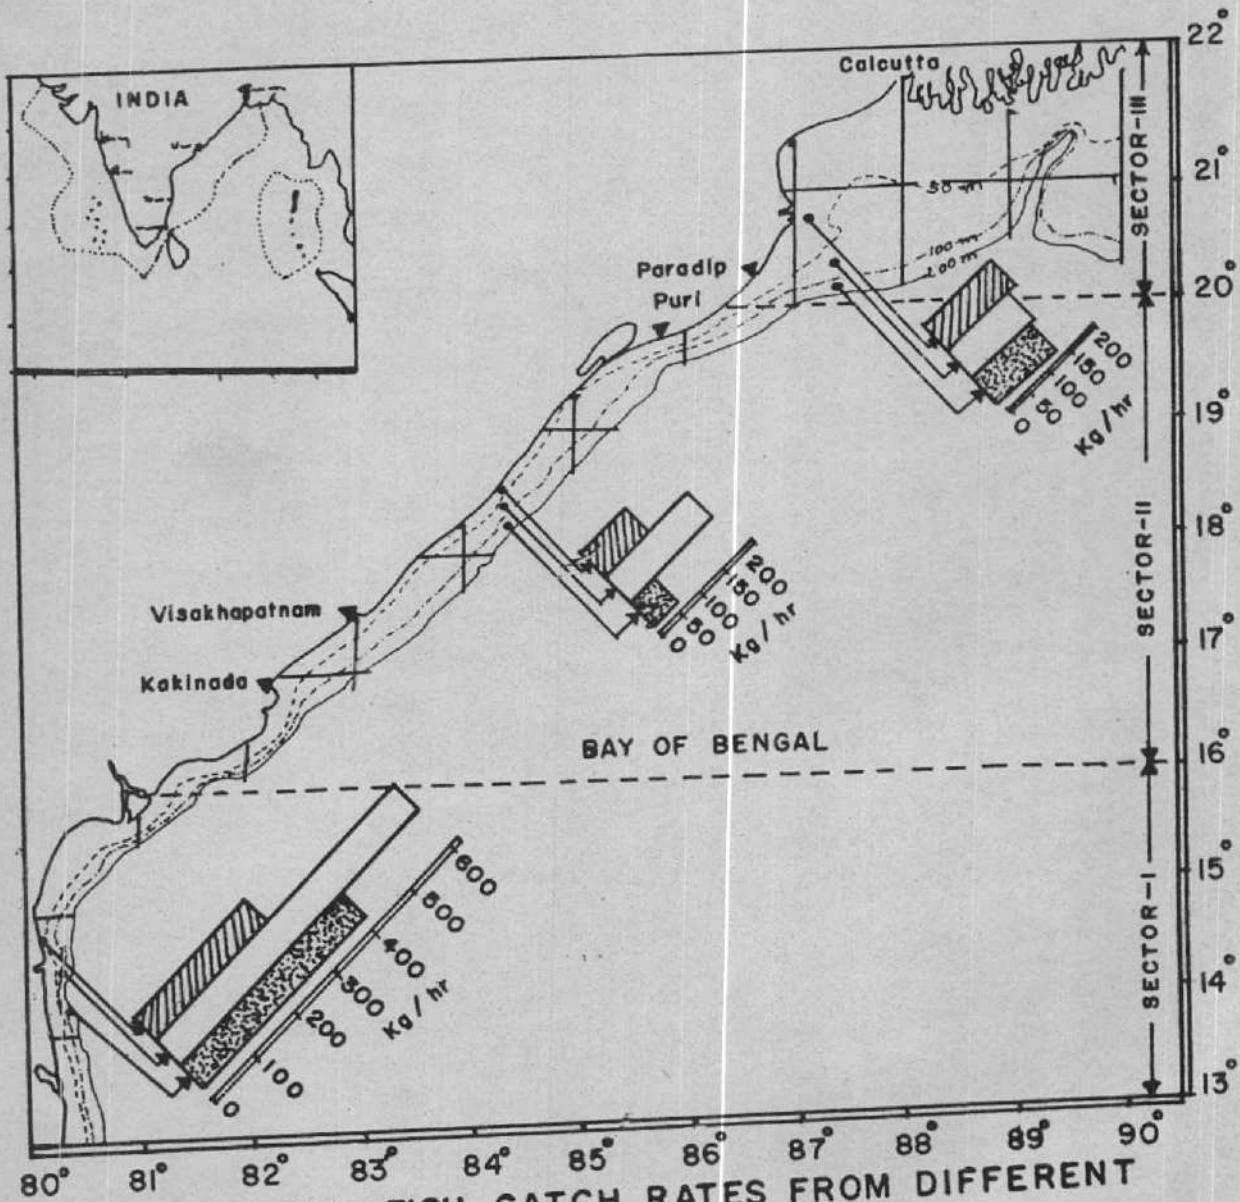 22°
Calcutta
INDIA
SECTOR-III
21°
50 m
100 m
Paradip
Puri
20°
200
150
100
50
0
Kg/hr
19°
SECTOR-II
18°
200
150
100
50
0
Kg/hr
Visakhapatnam
17°
Kakinada
BAY OF BENGAL
16°
SECTOR-I
15°
600
500
400
300
200
100
0
Kg/hr
14°
13°
80° 81° 82° 83° 84° 85° 86° 87° 88° 89° 90°
FISH CATCH RATES FROM DIFFERENT